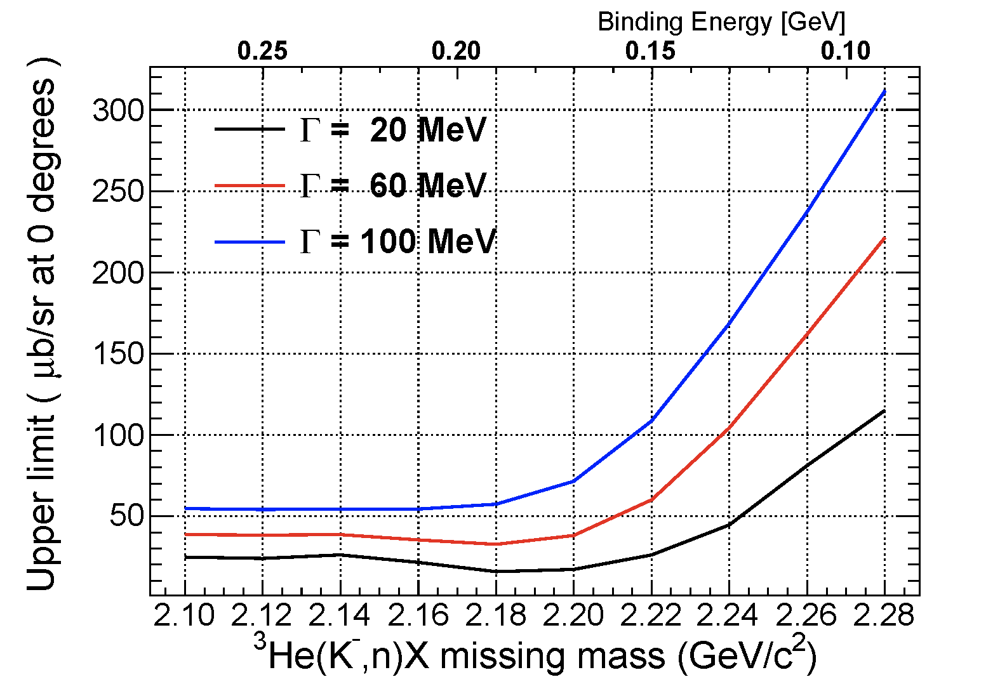 Binding Energy [GeV]
0.25 0.20 0.15 0.10
Upper limit ( μb/sr at 0 degrees )
300
250
200
150
100
50
Γ = 20 MeV
Γ = 60 MeV
Γ = 100 MeV
2.10 2.12 2.14 2.16 2.18 2.20 2.22 2.24 2.26 2.28
³He(K⁻,n)X missing mass (GeV/c²)